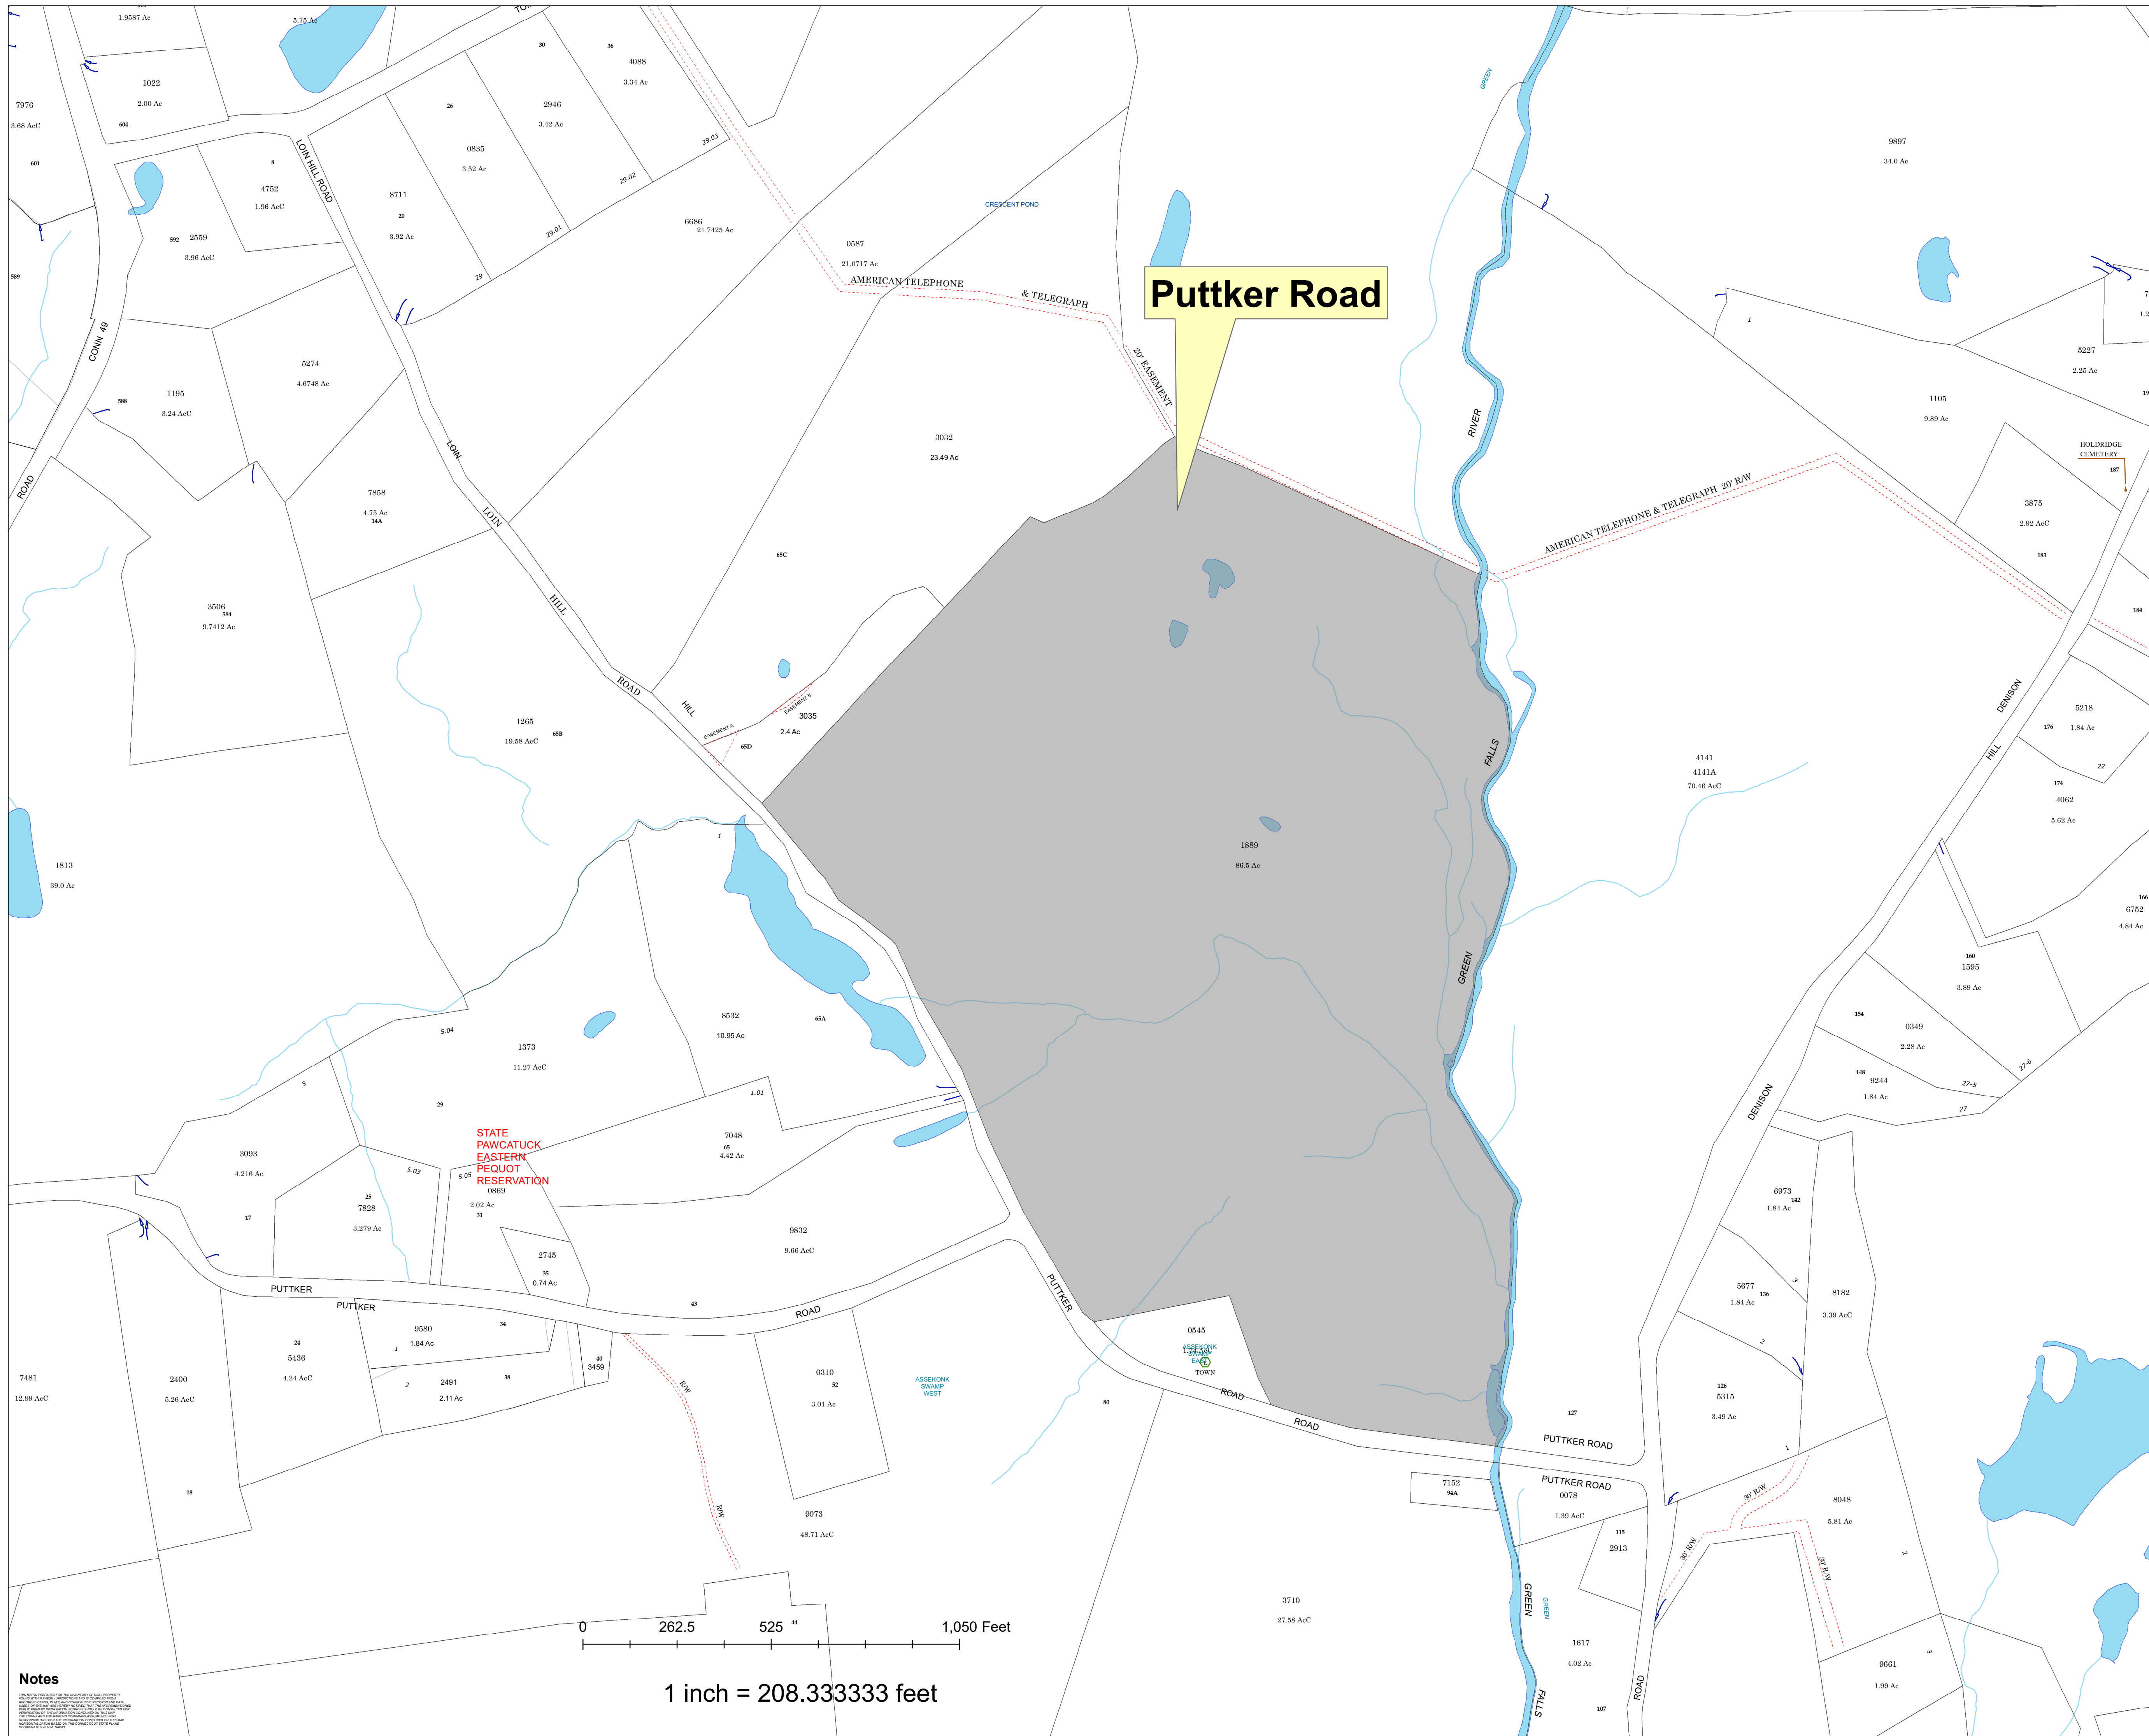 1.9587 Ac
5.75 Ac
30
36
4088
3.34 Ac
GREEN
1022
2.00 Ac
7976
3.68 AcC
604
601
26
2946
3.42 Ac
9897
34.0 Ac
LOIN HILL ROAD
0835
3.52 Ac
29.03
8
4752
1.96 AcC
29.02
8711
20
3.92 Ac
CRESCENT POND
6686
21.7425 Ac
29.01
592
2559
3.96 AcC
0587
21.0717 Ac
589
29
AMERICAN TELEPHONE
& TELEGRAPH
Puttker Road
1
CONN 49
20' EASEMENT
5274
4.6748 Ac
5227
2.25 Ac
1195
588
3.24 AcC
1105
9.89 Ac
RIVER
3032
23.49 Ac
LOIN
HOLDRIDGE
CEMETERY
187
ROAD
7858
4.75 Ac
14A
LOIN
AMERICAN TELEPHONE & TELEGRAPH 20' R/W
3875
2.92 AcC
183
65C
3506
584
9.7412 Ac
HILL
184
ROAD
HILL
EASEMENT A
EASEMENT B
3035
2.4 Ac
65D
1265
19.58 AcC
65B
FALLS
DENISON
HILL
5218
176
1.84 Ac
22
4141
4141A
70.46 AcC
174
4062
5.62 Ac
1
1889
86.5 Ac
1813
39.0 Ac
166
6752
4.84 Ac
160
1595
3.89 AcC
GREEN
8532
65A
10.95 Ac
5.04
154
0349
2.28 Ac
1373
11.27 AcC
27-6
5
29
1.01
148
9244
1.84 Ac
27-5
27
DENISON
STATE
PAWCATUCK
EASTERN
PEQUOT
RESERVATION
7048
65
4.42 Ac
3093
4.216 Ac
5.03
5.05
0869
2.02 Ac
31
25
7828
3.279 Ac
17
6973
142
1.84 Ac
9832
9.66 AcC
2745
35
0.74 Ac
PUTTKER
PUTTKER
43
ROAD
PUTTKER
3
5677
136
1.84 Ac
8182
3.39 AcC
9580
34
1.84 Ac
1
24
5436
4.24 AcC
2
0545
ASSEKONK
SWAMP
EAST
TOWN
40
3459
7481
12.99 AcC
2400
5.26 AcC
2
2491
38
2.11 Ac
0310
52
3.01 Ac
ASSEKONK
SWAMP
WEST
R/W
80
ROAD
ROAD
126
5315
3.49 AcC
127
PUTTKER ROAD
1
PUTTKER ROAD
7152
94A
0078
1.39 AcC
30' R/W
8048
5.81 Ac
18
R/W
9073
48.71 AcC
115
2913
30' R/W
30' R/W
2
GREEN
GREEN
3710
27.58 AcC
0 262.5 525 1,050 Feet
44
1617
4.02 Ac
3
9661
1.99 Ac
Notes
1 inch = 208.333333 feet
FALLS
ROAD
107